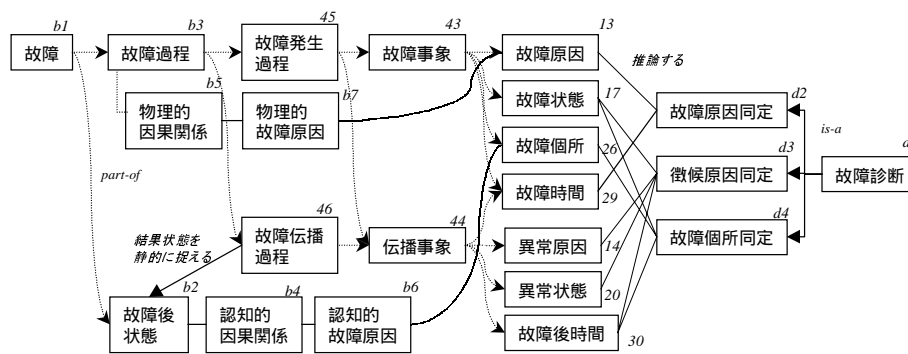 b1
故障
b3
故障過程
45
故障発生
過程
43
故障事象
13
故障原因
推論する
b5
物理的
因果関係
b7
物理的
故障原因
故障状態
17
d2
故障原因同定
is-a
故障個所
26
d3
徴候原因同定
d
故障診断
part-of
故障時間
29
46
故障伝播
過程
44
伝播事象
d4
故障個所同定
結果状態を
静的に捉える
異常原因
14
異常状態
20
b2
故障後
状態
b4
認知的
因果関係
b6
認知的
故障原因
故障後時間
30